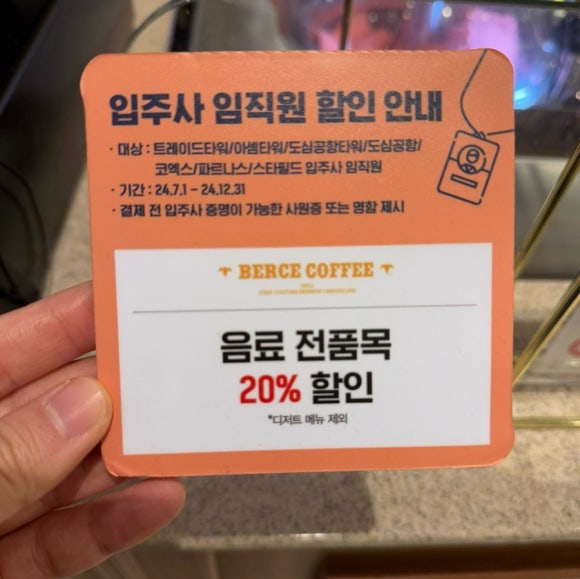 입주사 임직원 할인 안내
· 대상 : 트레이드타워/아셈타워/도심공항타워/도심공항/
코엑스/파르나스/스타필드 입주사 임직원
· 기간 : 24.7.1 - 24.12.31
· 결제 전 입주사 증명이 가능한 사원증 또는 명함 제시
BERCE COFFEE
음료 전품목
20% 할인
*디저트 메뉴 제외